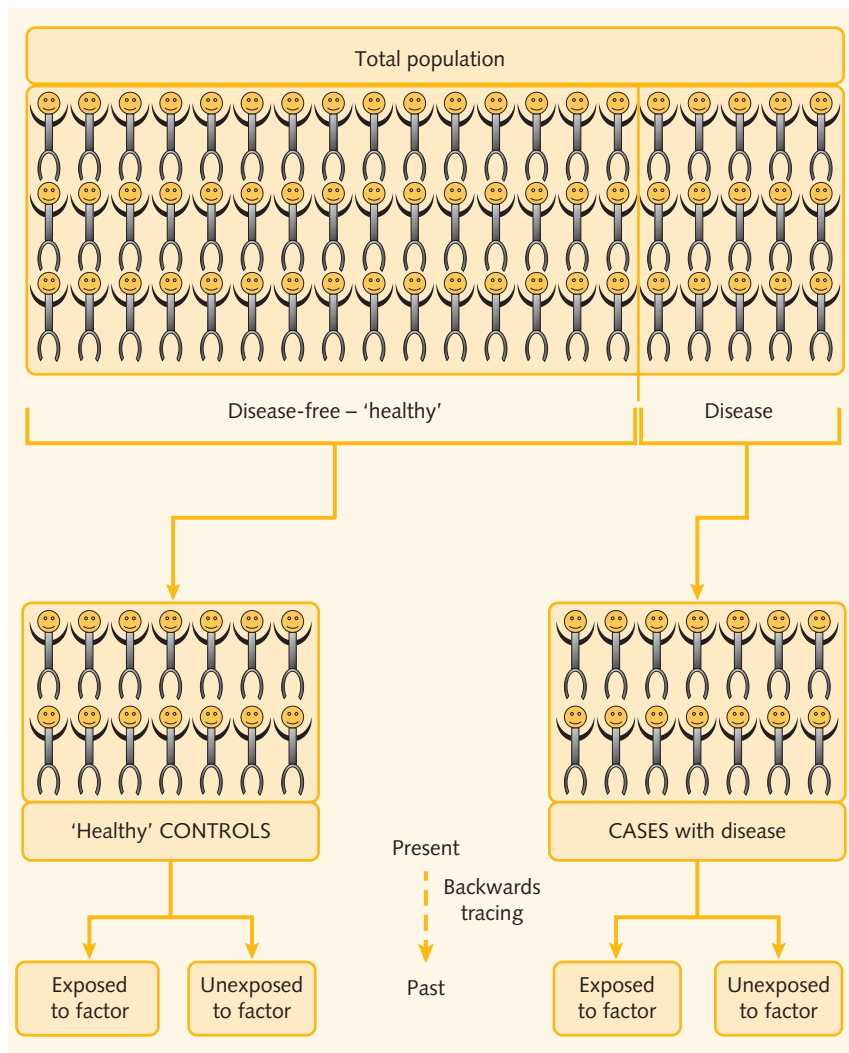 Total population
Disease-free – ‘healthy’
Disease
‘Healthy’ CONTROLS
CASES with disease
Present
Backwards
tracing
Past
Exposed
to factor
Unexposed
to factor
Exposed
to factor
Unexposed
to factor